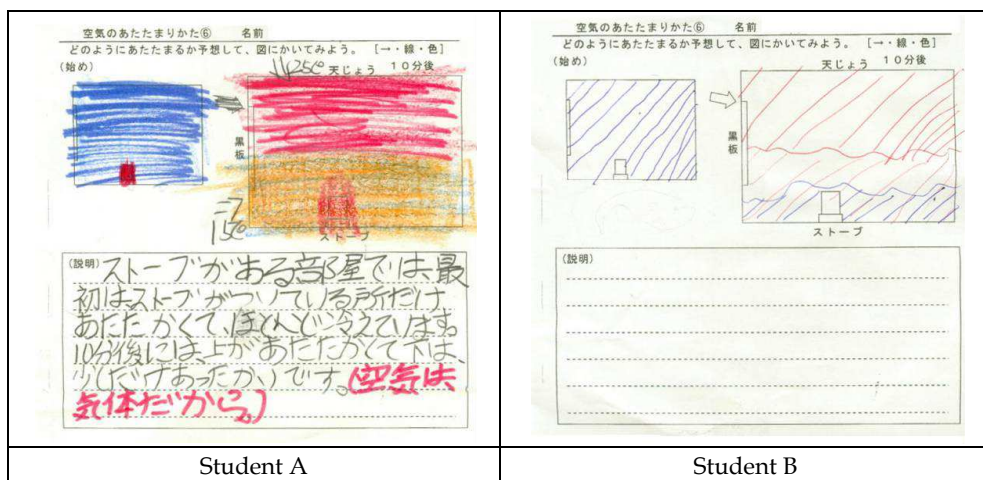 空気のあたたまりかた⑥ 名前
どのようにあたたまるか予想して、図にかいてみよう。 [→・線・色]
(始め)
25℃
天じょう 10分後
黒板
15℃
ストーブ
(説明)ストーブがある部屋では、最
初はストーブがついている所だけ
あたたかくて、ほとんど冷えています。
10分後には、上があたたかくて下は、
少しだけあったかいです。(空気は、
気体だから。)
Student A
空気のあたたまりかた⑥ 名前
どのようにあたたまるか予想して、図にかいてみよう。 [→・線・色]
(始め)
天じょう 10分後
黒板
ストーブ
(説明)
Student B